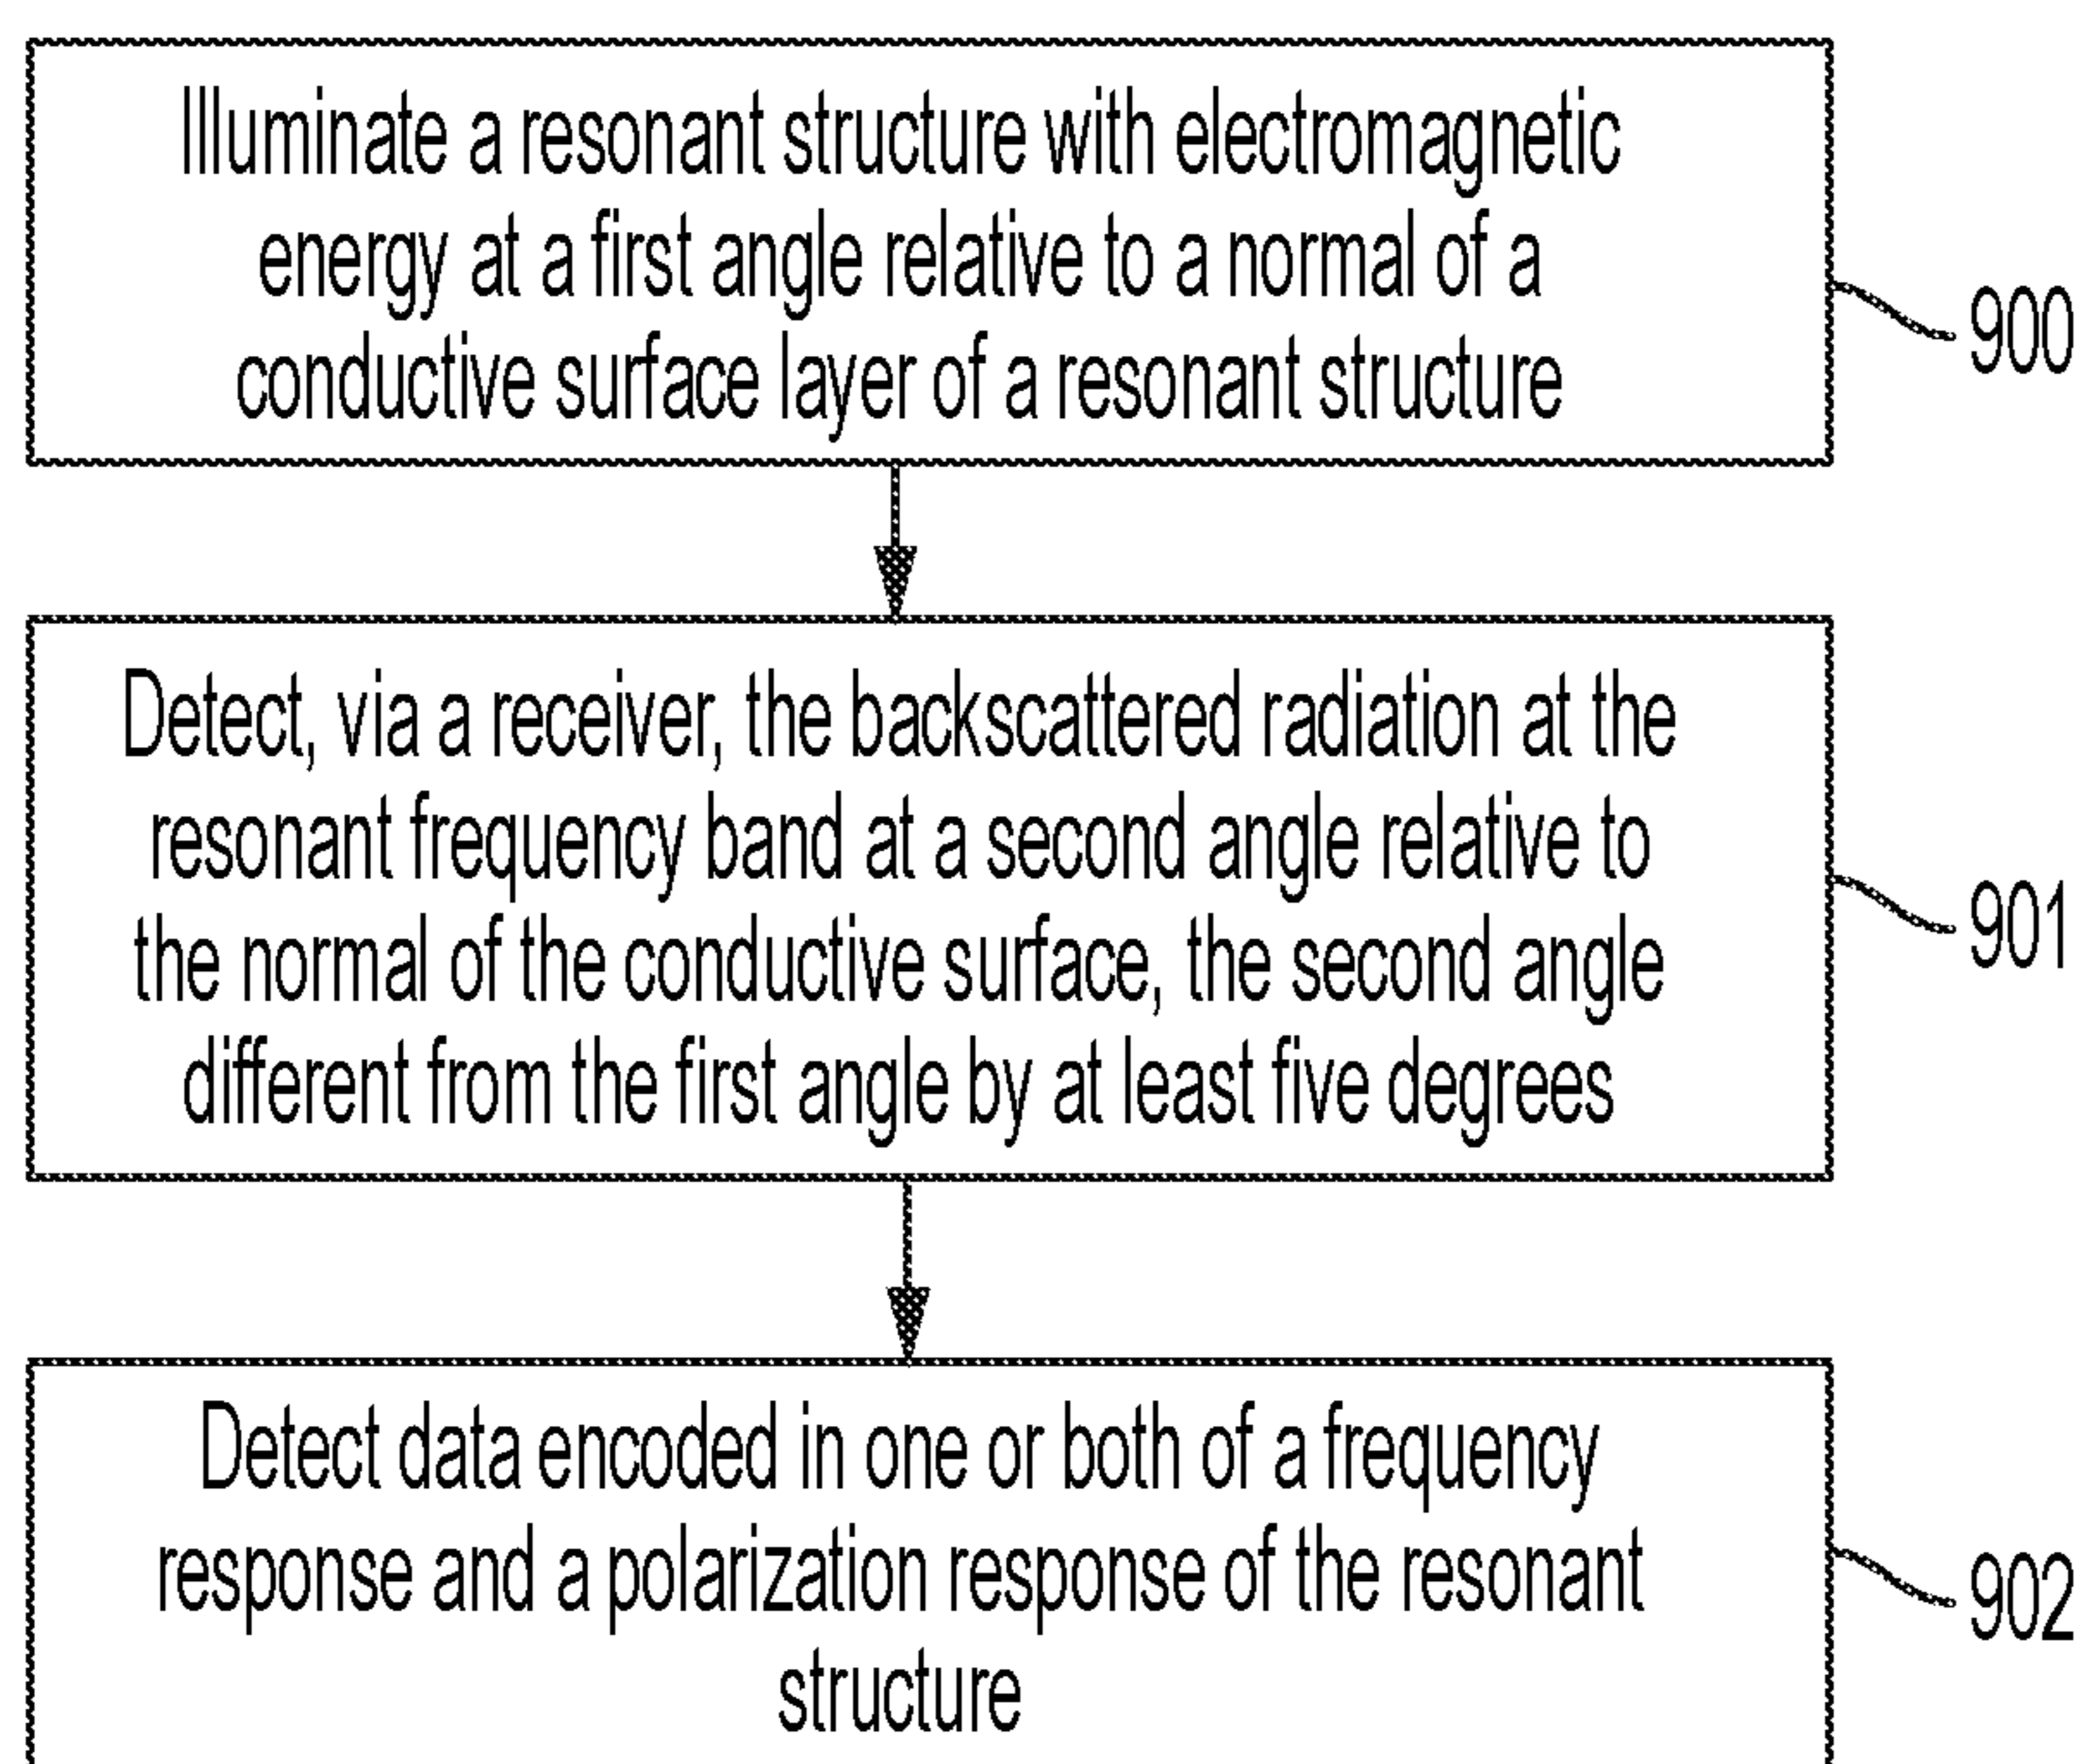 Illuminate a resonant structure with electromagnetic
energy at a first angle relative to a normal of a
conductive surface layer of a resonant structure
900
Detect, via a receiver, the backscattered radiation at the
resonant frequency band at a second angle relative to
the normal of the conductive surface, the second angle
different from the first angle by at least five degrees
901
Detect data encoded in one or both of a frequency
response and a polarization response of the resonant
structure
902